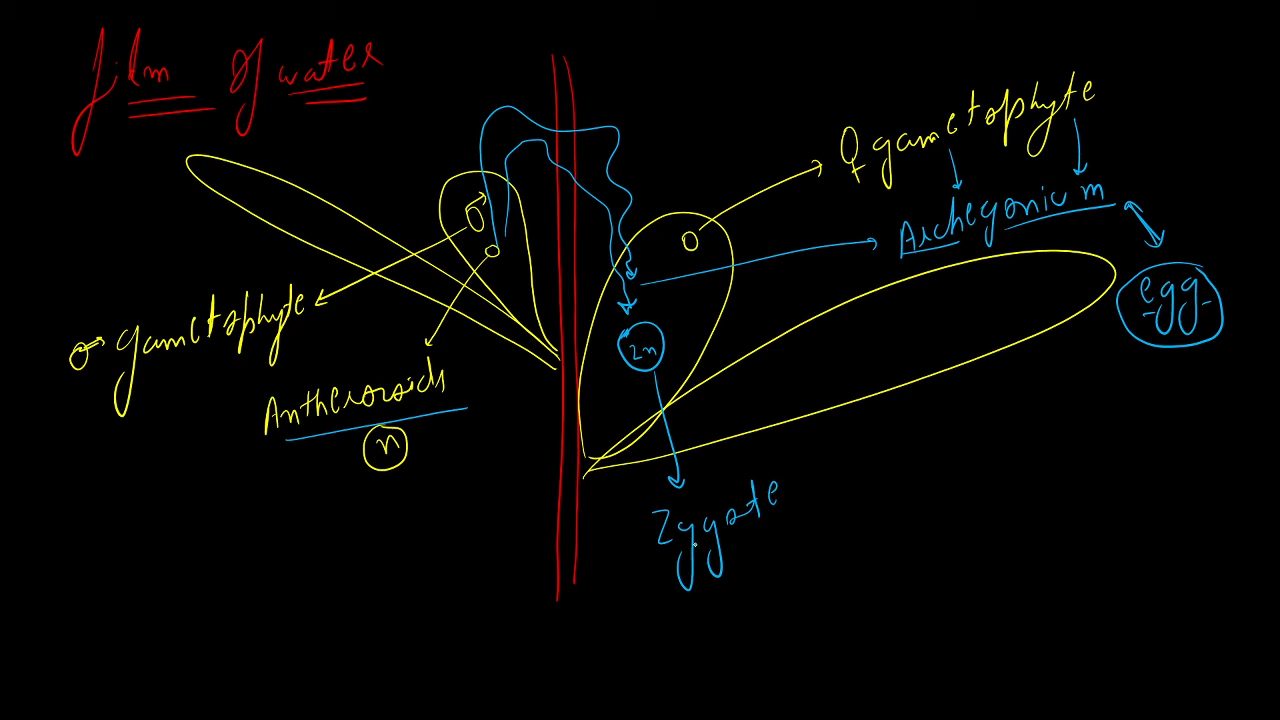 film of water
♀ gametophyte
Archegonium
egg
♂
♂ gametophyte
Antherozoids
n
2n
Zygote